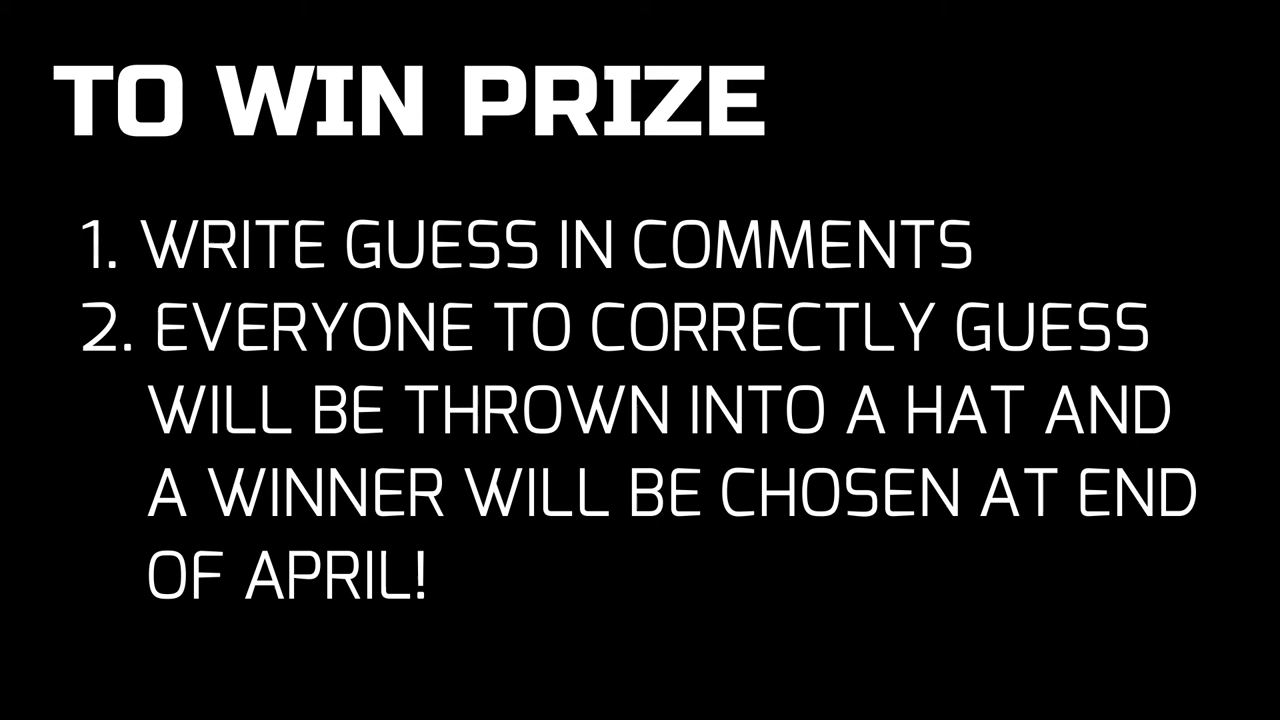 TO WIN PRIZE
1. WRITE GUESS IN COMMENTS
2. EVERYONE TO CORRECTLY GUESS
WILL BE THROWN INTO A HAT AND
A WINNER WILL BE CHOSEN AT END
OF APRIL!